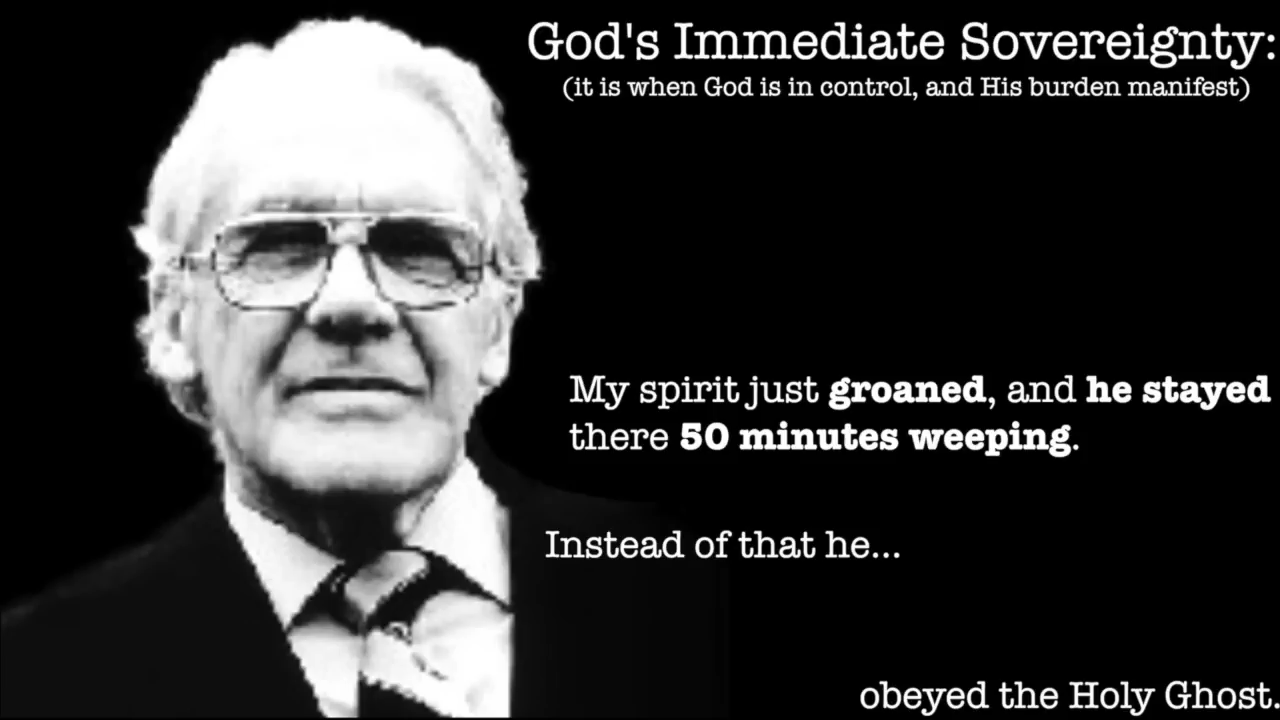 God's Immediate Sovereignty:
(it is when God is in control, and His burden manifest)
My spirit just groaned, and he stayed
there 50 minutes weeping.
Instead of that he...
obeyed the Holy Ghost.